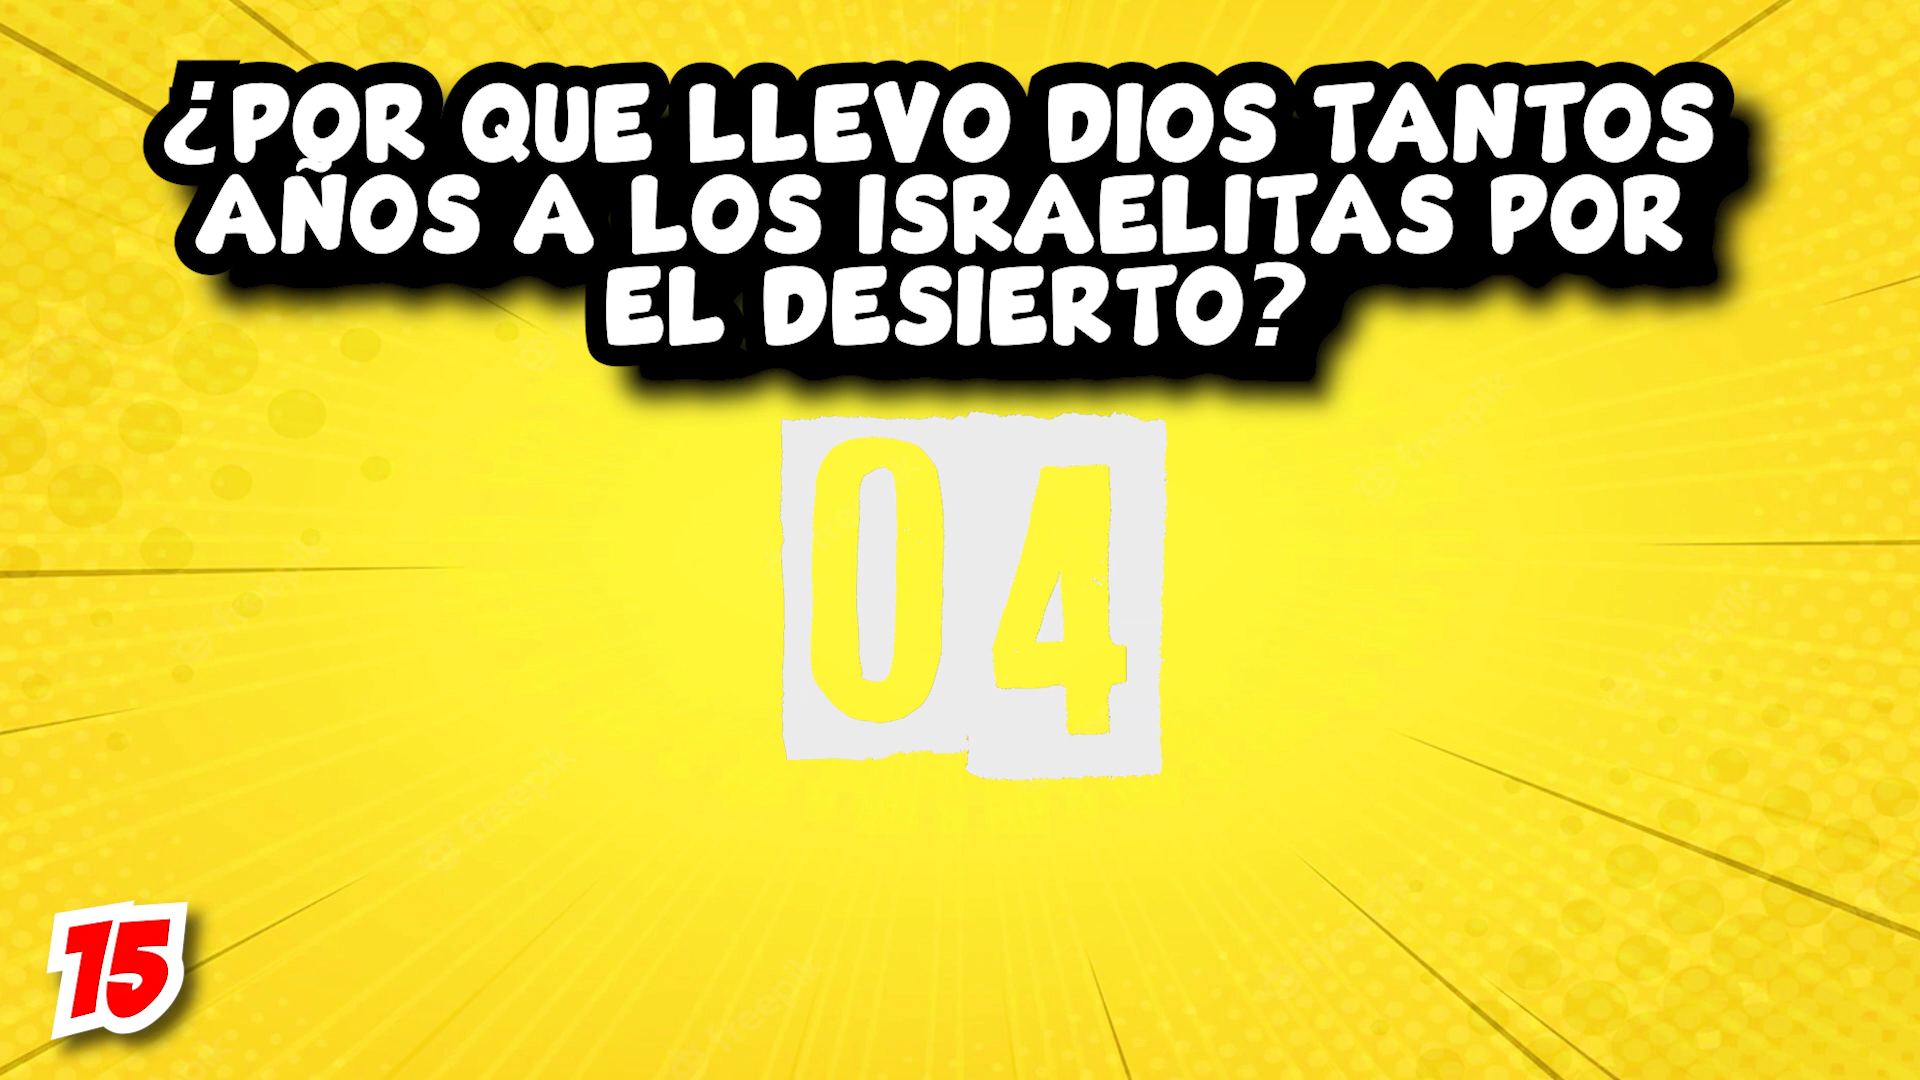 ¿POR QUE LLEVO DIOS TANTOS
AÑOS A LOS ISRAELITAS POR
EL DESIERTO?
04
15